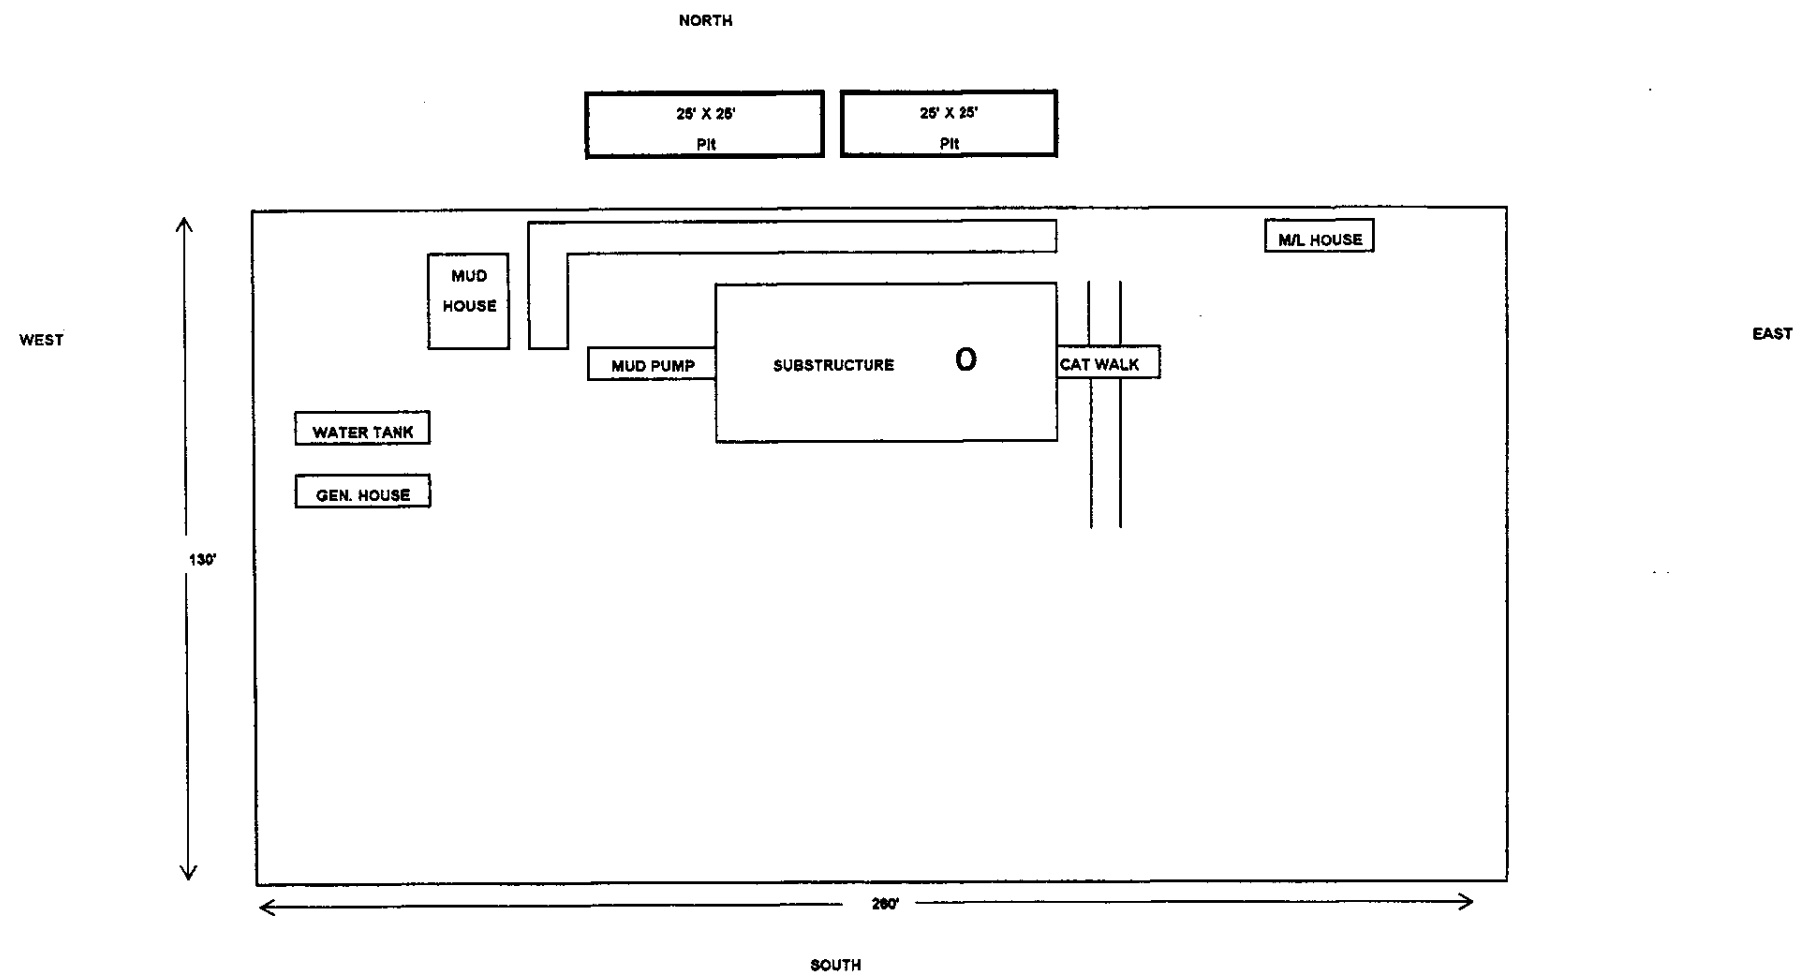 NORTH
25' X 25'
Pit
25' X 25'
Pit
M/L HOUSE
MUD
HOUSE
WEST
EAST
MUD PUMP
SUBSTRUCTURE
O
CAT WALK
WATER TANK
GEN. HOUSE
130'
260'
SOUTH